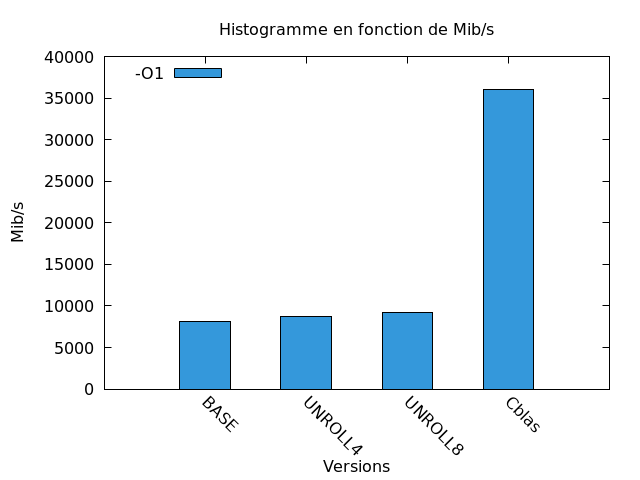 Histogramme en fonction de Mib/s
-O1
40000
35000
30000
25000
20000
15000
10000
5000
0
Mib/s
BASE
UNROLL4
UNROLL8
Cblas
Versions